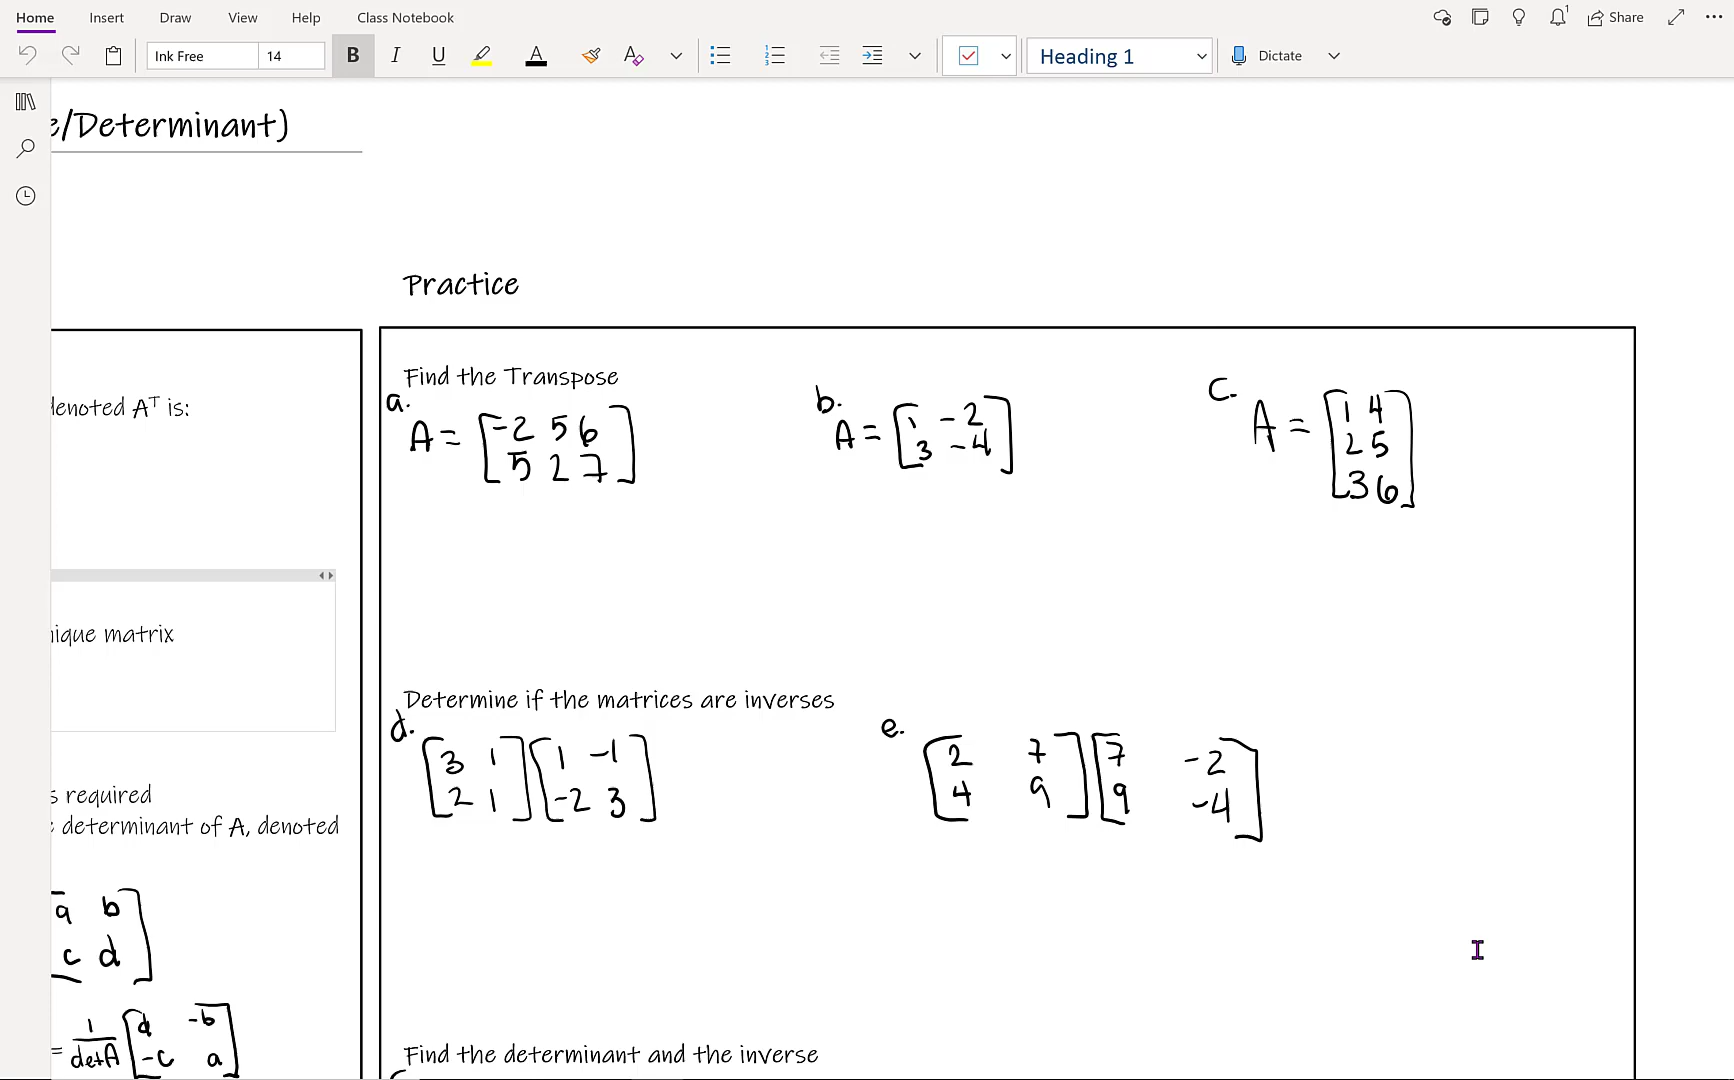 Home Insert Draw View Help Class Notebook 1 Share
Ink Free 14 B I U A A Heading 1 Dictate
e/Determinant)
Practice
denoted Aᵀ is:
Find the Transpose
a. b. c.
A = [-2 5 6
5 2 7]
A = [1 -2
3 -4]
A = [1 4
2 5
3 6]
ique matrix
Determine if the matrices are inverses
d. e.
[3 1
2 1] [1 -1
-2 3]
[2 7
4 9] [7 -2
9 -4]
s required
determinant of A, denoted
[a b
c d]
= 1/detA [d -b
-c a]
Find the determinant and the inverse